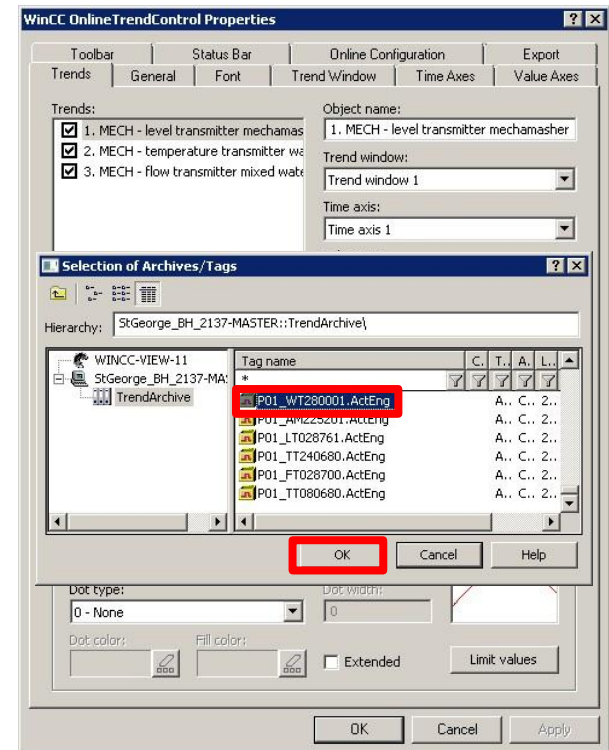 WinCC OnlineTrendControl Properties
Toolbar Status Bar Online Configuration Export
Trends General Font Trend Window Time Axes Value Axes
Trends: Object name:
1. MECH - level transmitter mechamas 1. MECH - level transmitter mechamasher
2. MECH - temperature transmitter wa Trend window:
3. MECH - flow transmitter mixed wate Trend window 1
Time axis:
Time axis 1
Selection of Archives/Tags
Hierarchy: StGeorge_BH_2137-MASTER::TrendArchive\
WINCC-VIEW-11 Tag name C. T.. A. L..
StGeorge_BH_2137-MA: *
TrendArchive P01_WT280001.ActEng
P01_AM225201.ActEng A.. C.. 2..
P01_LT028761.ActEng A.. C.. 2..
P01_TT240680.ActEng A.. C.. 2..
P01_FT028700.ActEng A.. C.. 2..
P01_TT080680.ActEng A.. C.. 2..
OK Cancel Help
Dot type: Dot width:
0 - None 0
Dot color: Fill color:
Extended Limit values
OK Cancel Apply